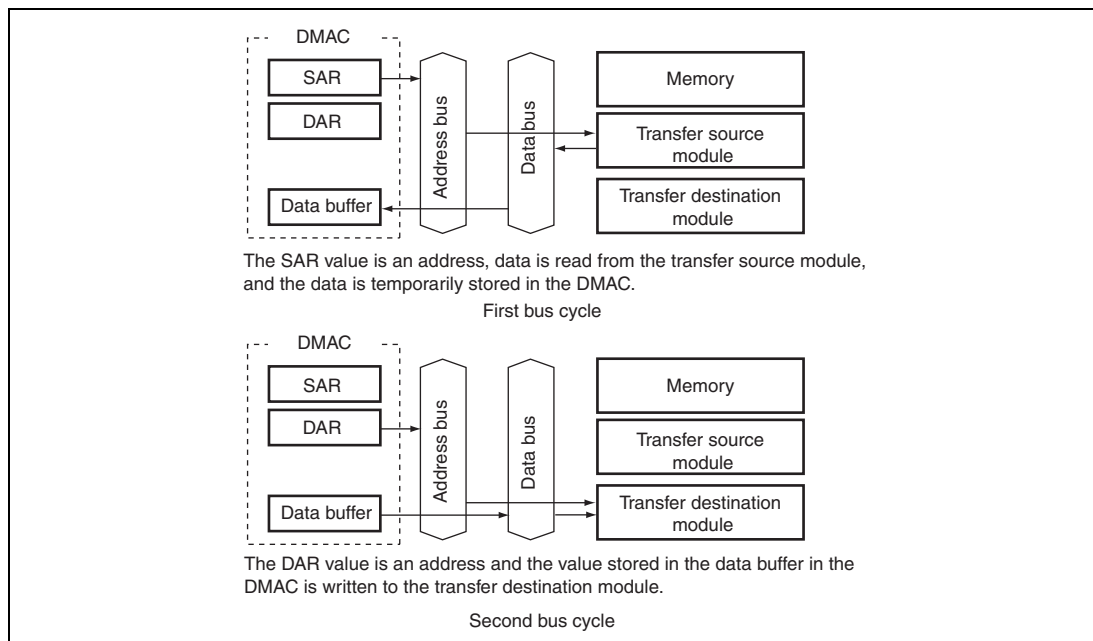 DMAC
SAR
DAR
Data buffer
Address bus
Data bus
Memory
Transfer source
module
Transfer destination
module
The SAR value is an address, data is read from the transfer source module,
and the data is temporarily stored in the DMAC.
First bus cycle
DMAC
SAR
DAR
Data buffer
Address bus
Data bus
Memory
Transfer source
module
Transfer destination
module
The DAR value is an address and the value stored in the data buffer in the
DMAC is written to the transfer destination module.
Second bus cycle